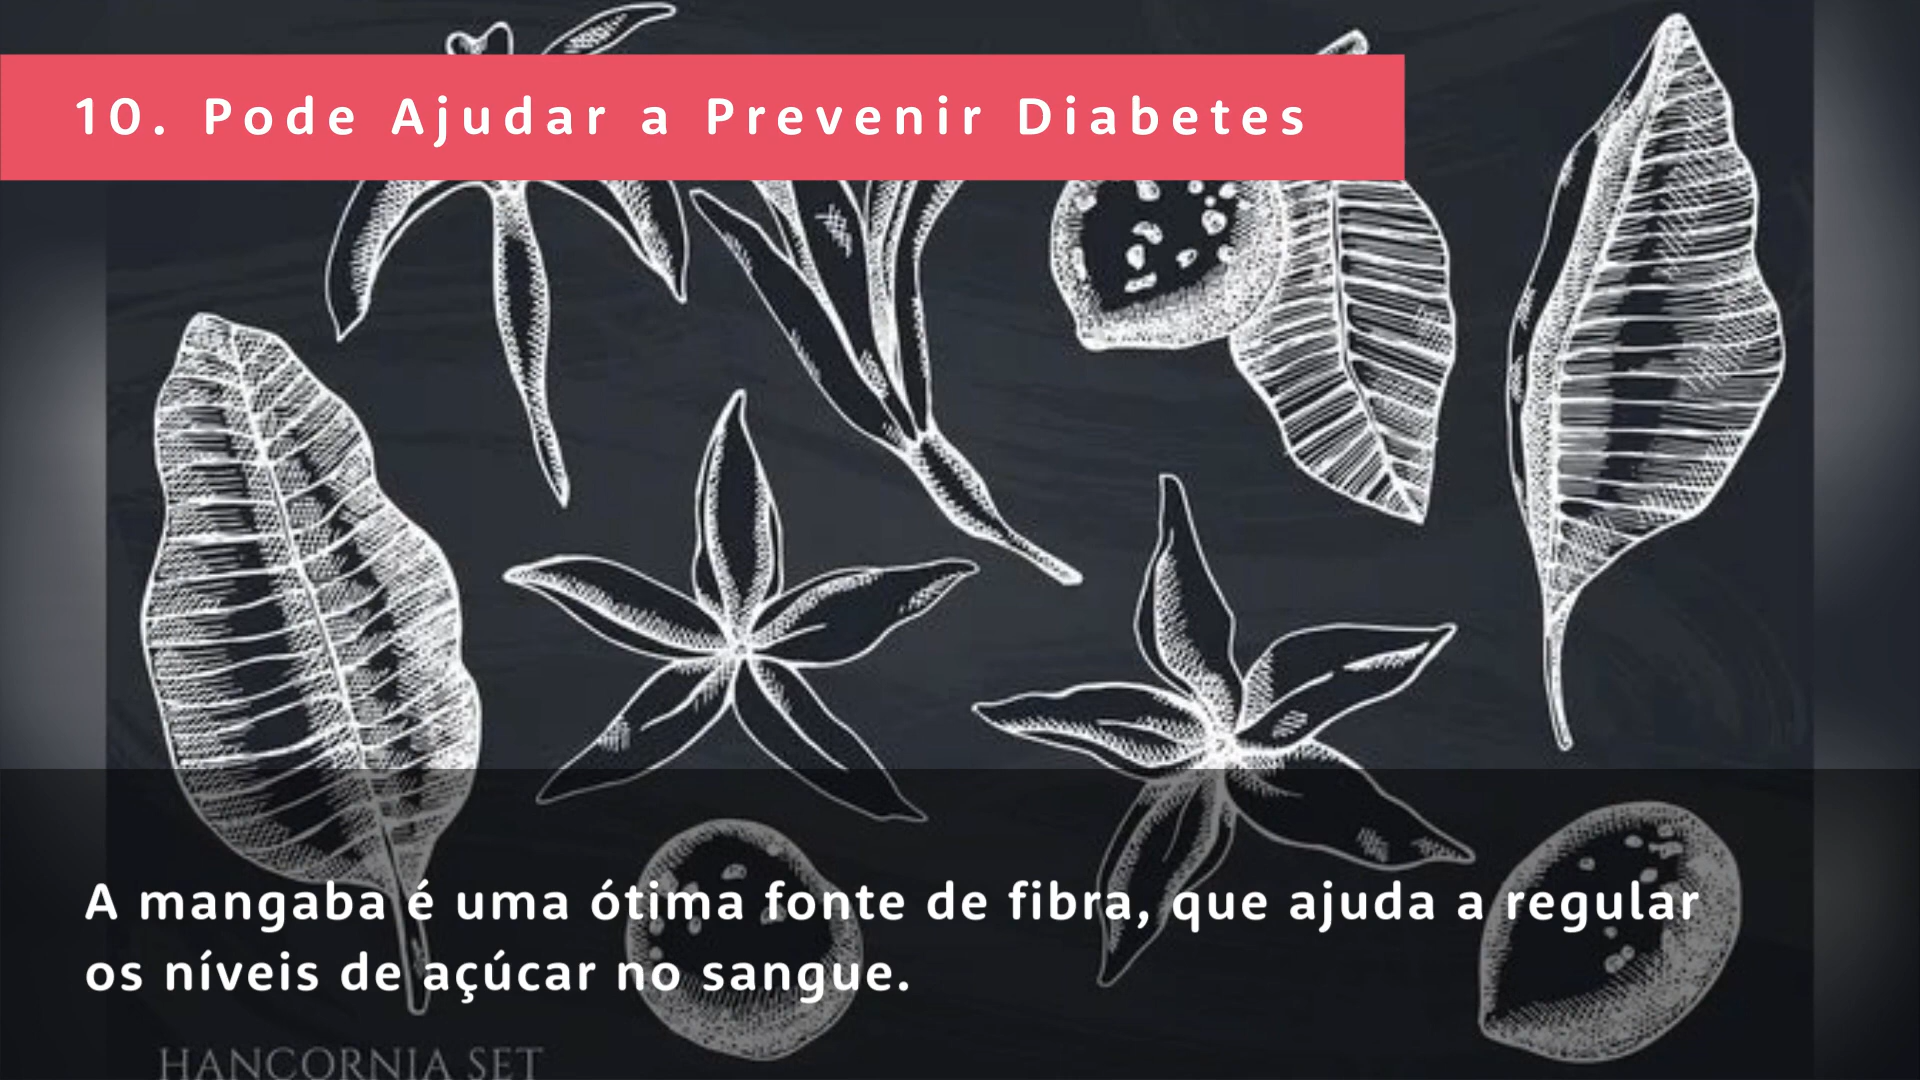 10. Pode Ajudar a Prevenir Diabetes
A mangaba é uma ótima fonte de fibra, que ajuda a regular
os níveis de açúcar no sangue.
HANCORNIA SET